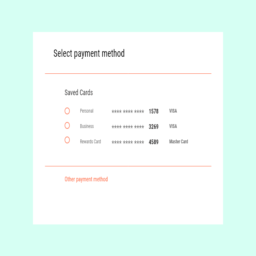 Select payment method
Saved Cards
Personal **** **** **** 1578 VISA
Business **** **** **** 3269 VISA
Rewards Card **** **** **** 4589 Master Card
Other payment method